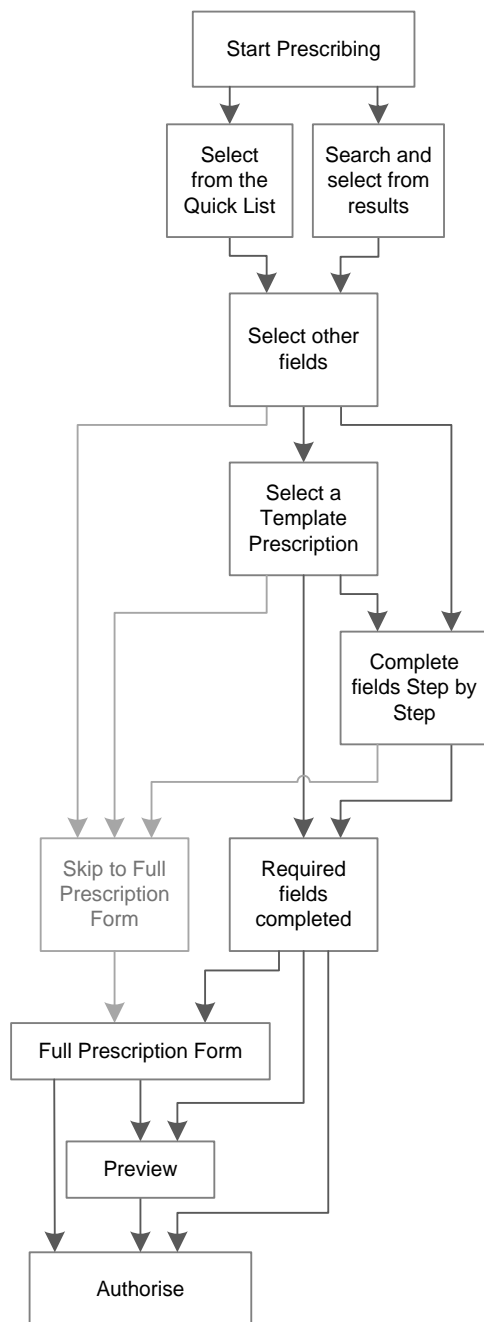 Start Prescribing
Select
from the
Quick List
Search and
select from
results
Select other
fields
Select a
Template
Prescription
Complete
fields Step by
Step
Skip to Full
Prescription
Form
Required
fields
completed
Full Prescription Form
Preview
Authorise